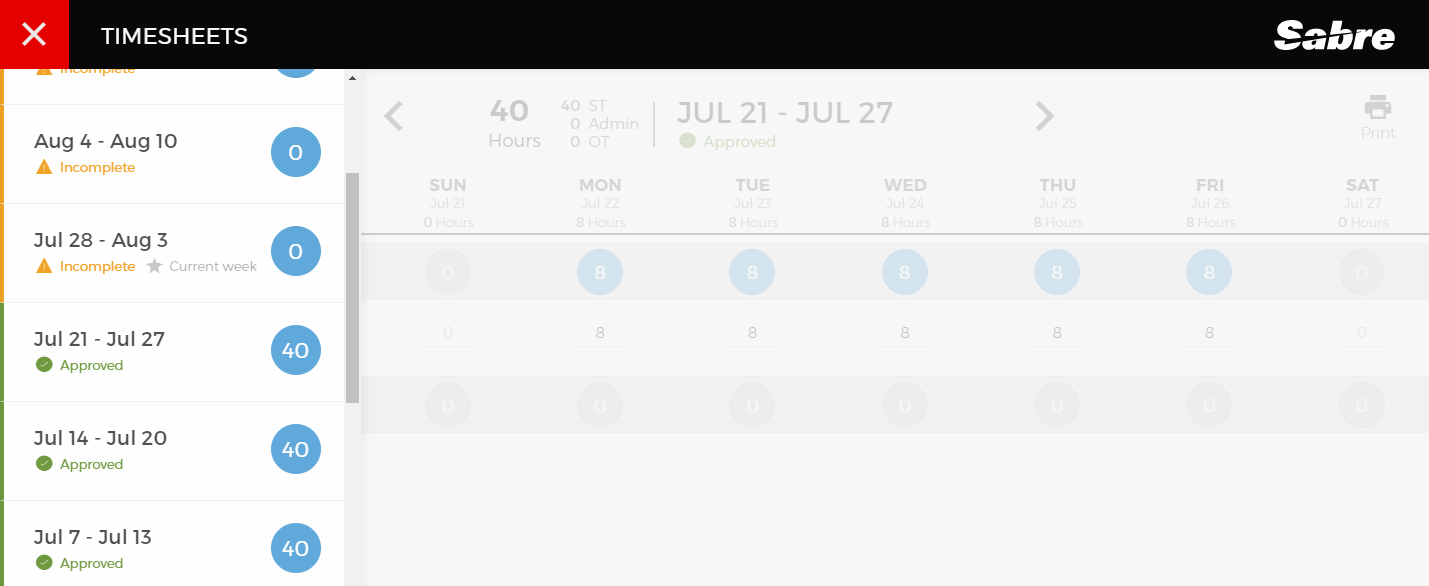 TIMESHEETS
Sabre
Incomplete
Aug 4 - Aug 10
0
Incomplete
Jul 28 - Aug 3
0
Incomplete Current week
Jul 21 - Jul 27
40
Approved
Jul 14 - Jul 20
40
Approved
Jul 7 - Jul 13
40
Approved
40 Hours
40 ST
0 Admin
0 OT
JUL 21 - JUL 27
Approved
Print
SUN MON TUE WED THU FRI SAT
Jul 21 Jul 22 Jul 23 Jul 24 Jul 25 Jul 26 Jul 27
0 Hours 8 Hours 8 Hours 8 Hours 8 Hours 8 Hours 0 Hours
0 8 8 8 8 8 0
0 8 8 8 8 8 0
0 0 0 0 0 0 0